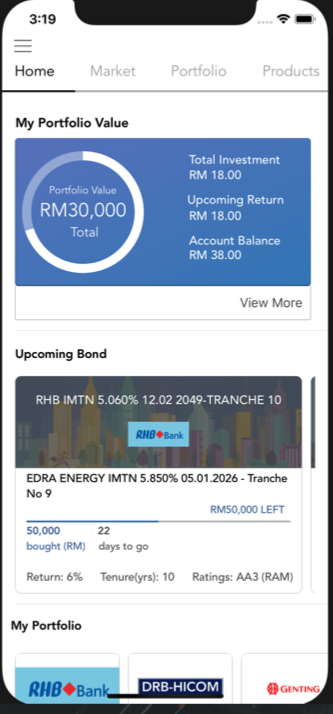 3:19
Home Market Portfolio Products
My Portfolio Value
Portfolio Value
RM30,000
Total
Total Investment
RM 18.00
Upcoming Return
RM 18.00
Account Balance
RM 38.00
View More
Upcoming Bond
RHB IMTN 5.060% 12.02 2049-TRANCHE 10
RHB Bank
EDRA ENERGY IMTN 5.850% 05.01.2026 - Tranche
No 9
RM50,000 LEFT
50,000 22
bought (RM) days to go
Return: 6% Tenure(yrs): 10 Ratings: AA3 (RAM)
My Portfolio
RHB Bank DRB-HICOM GENTING